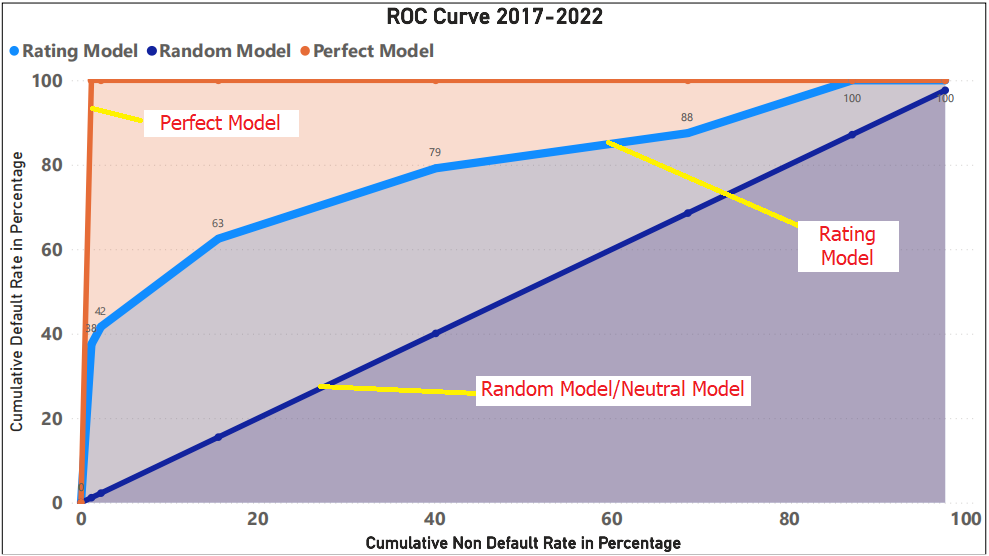 ROC Curve 2017-2022
Rating Model Random Model Perfect Model
100
100
100
Perfect Model
88
80
79
Cumulative Default Rate in Percentage
63
Rating
Model
60
42
40
38
Random Model/Neutral Model
20
0
0
0 20 40 60 80 100
Cumulative Non Default Rate in Percentage